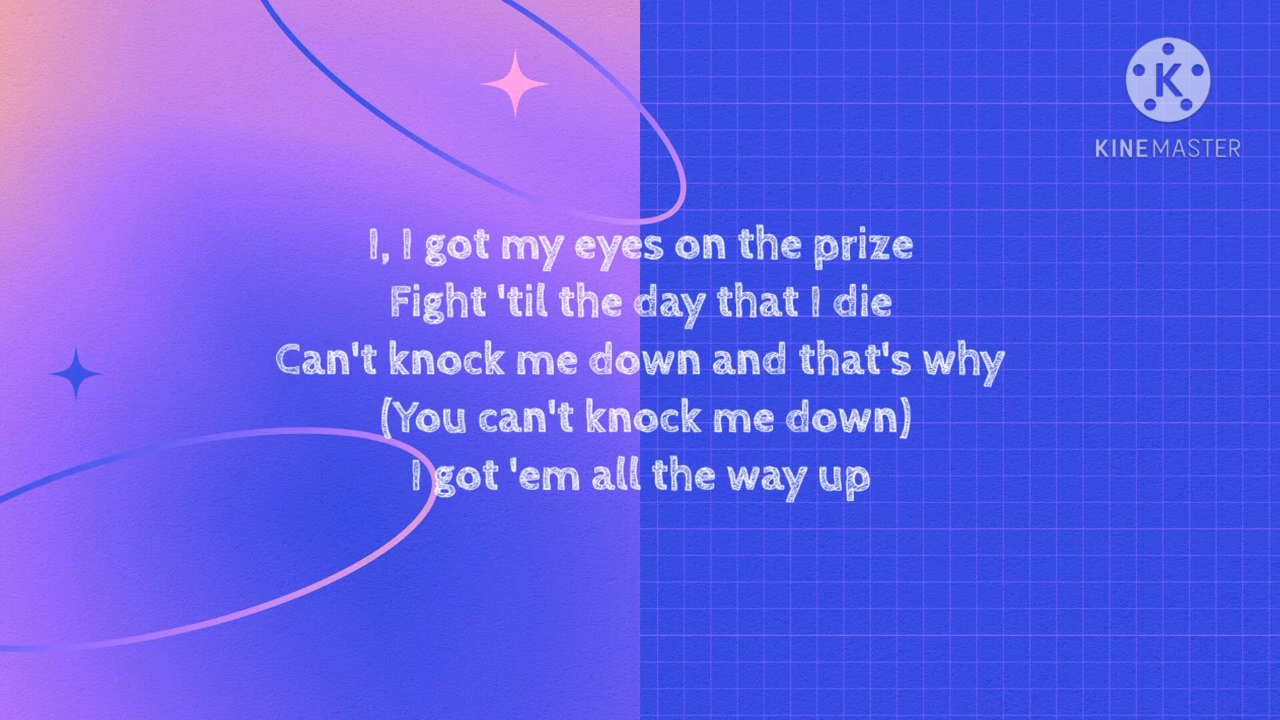 I, I got my eyes on the prize
Fight 'til the day that I die
Can't knock me down and that's why
(You can't knock me down)
I got 'em all the way up
K
KINEMASTER